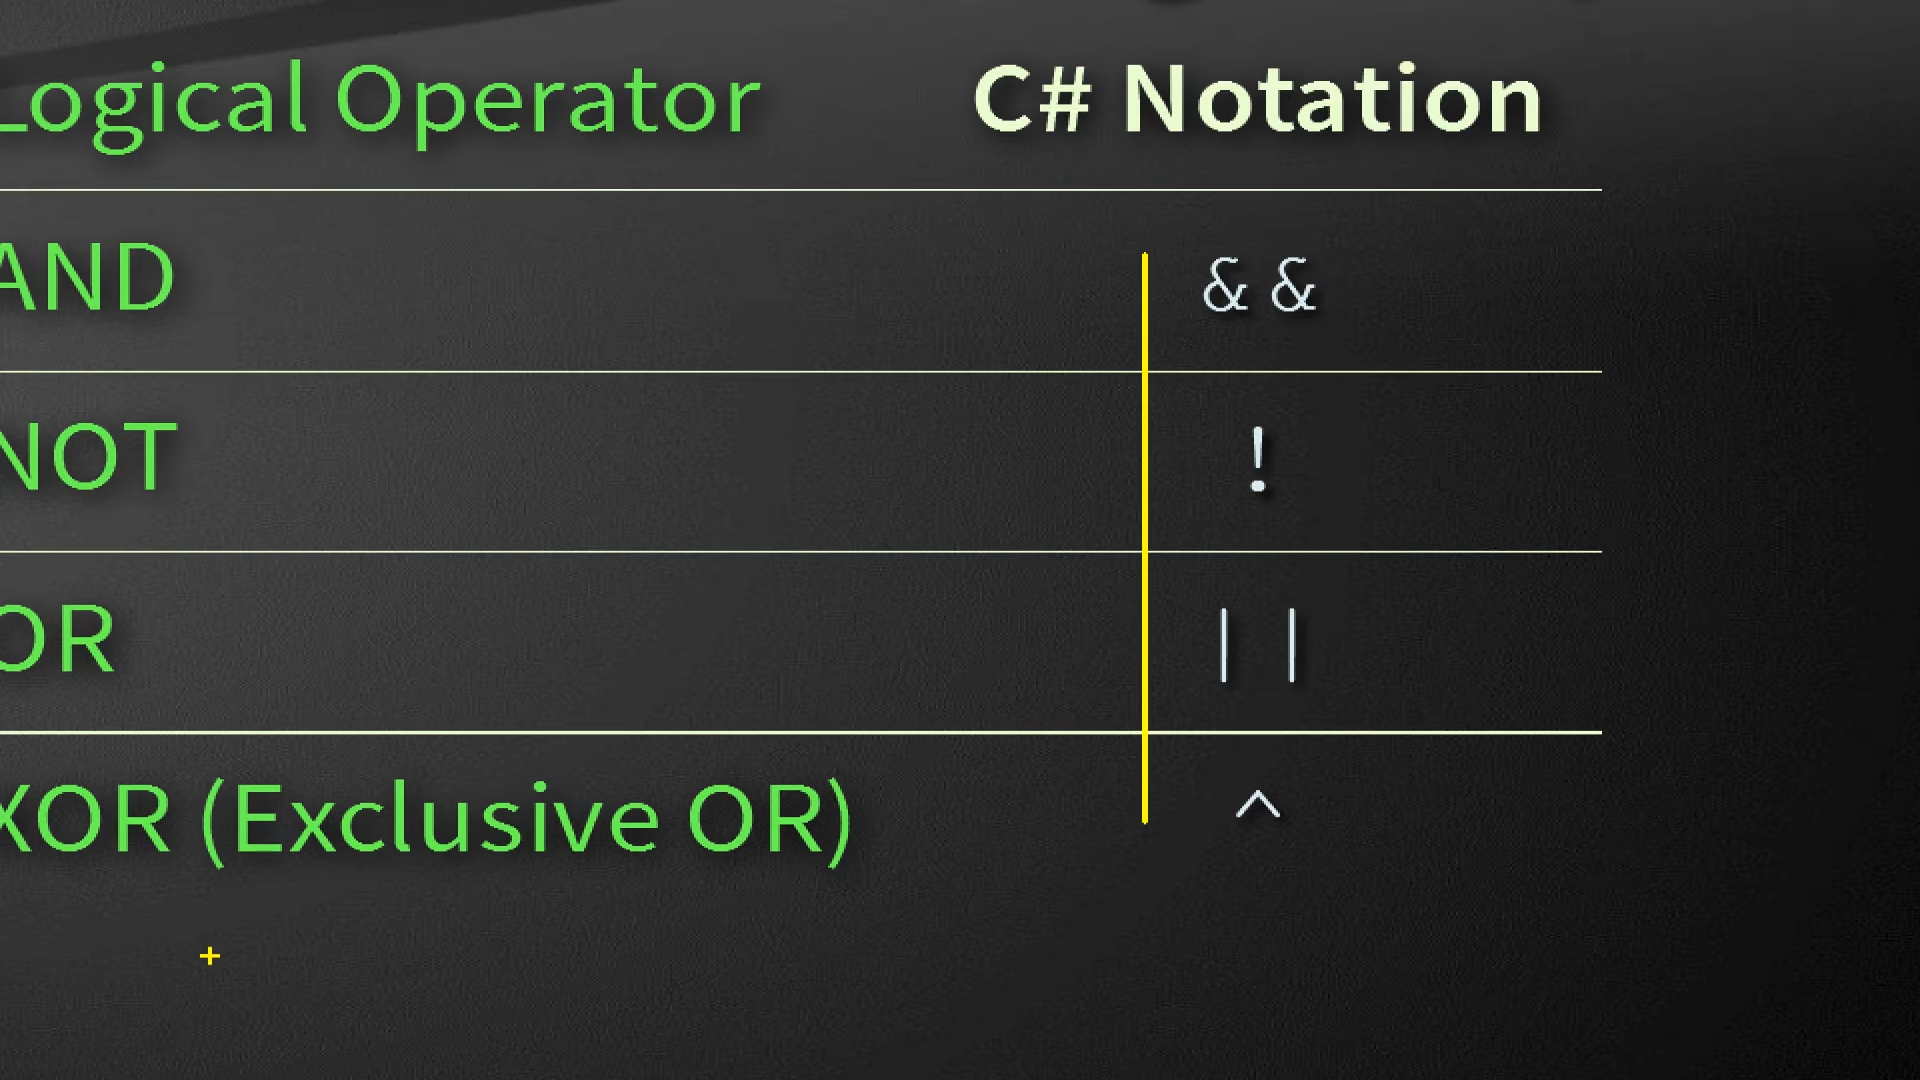 Logical Operator C# Notation
AND &&
NOT !
OR ||
XOR (Exclusive OR) ^